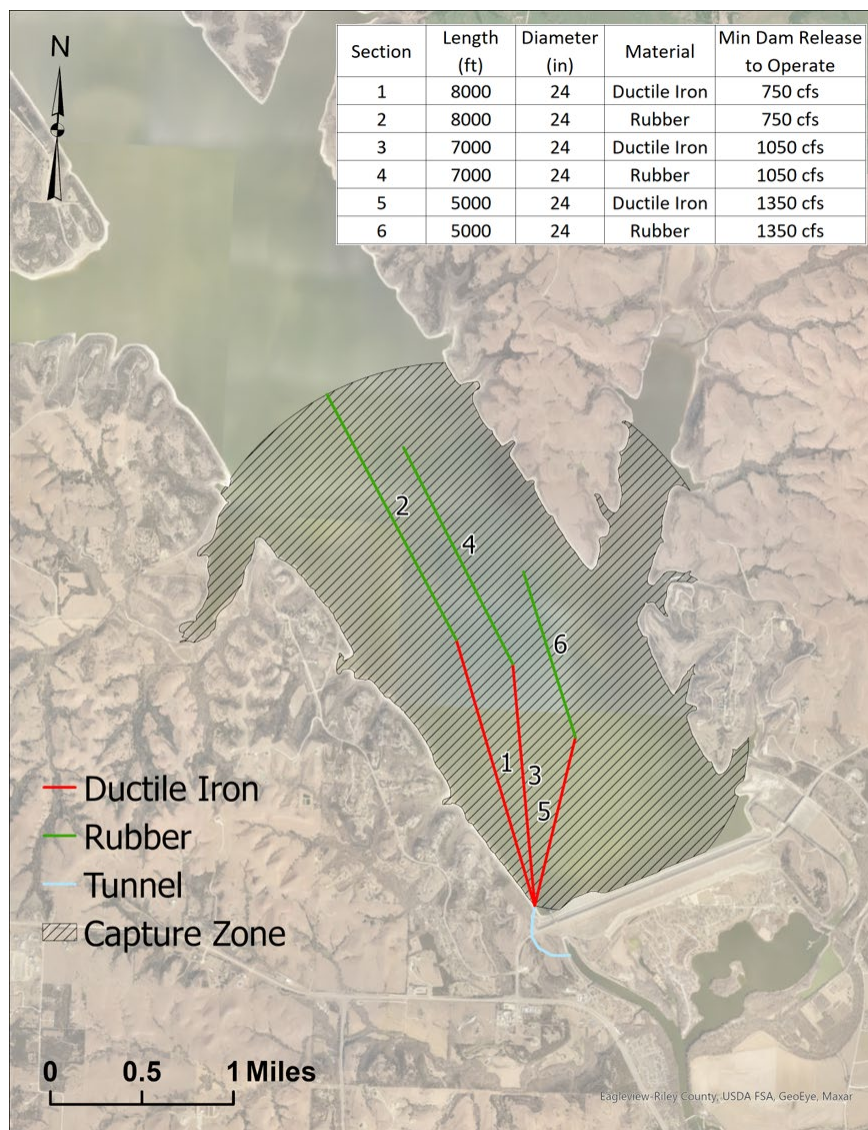 N
Section Length (ft) Diameter (in) Material Min Dam Release to Operate
1 8000 24 Ductile Iron 750 cfs
2 8000 24 Rubber 750 cfs
3 7000 24 Ductile Iron 1050 cfs
4 7000 24 Rubber 1050 cfs
5 5000 24 Ductile Iron 1350 cfs
6 5000 24 Rubber 1350 cfs
2
4
6
1
3
5
Ductile Iron
Rubber
Tunnel
Capture Zone
0 0.5 1 Miles
Eagleview-Riley County, USDA FSA, GeoEye, Maxar